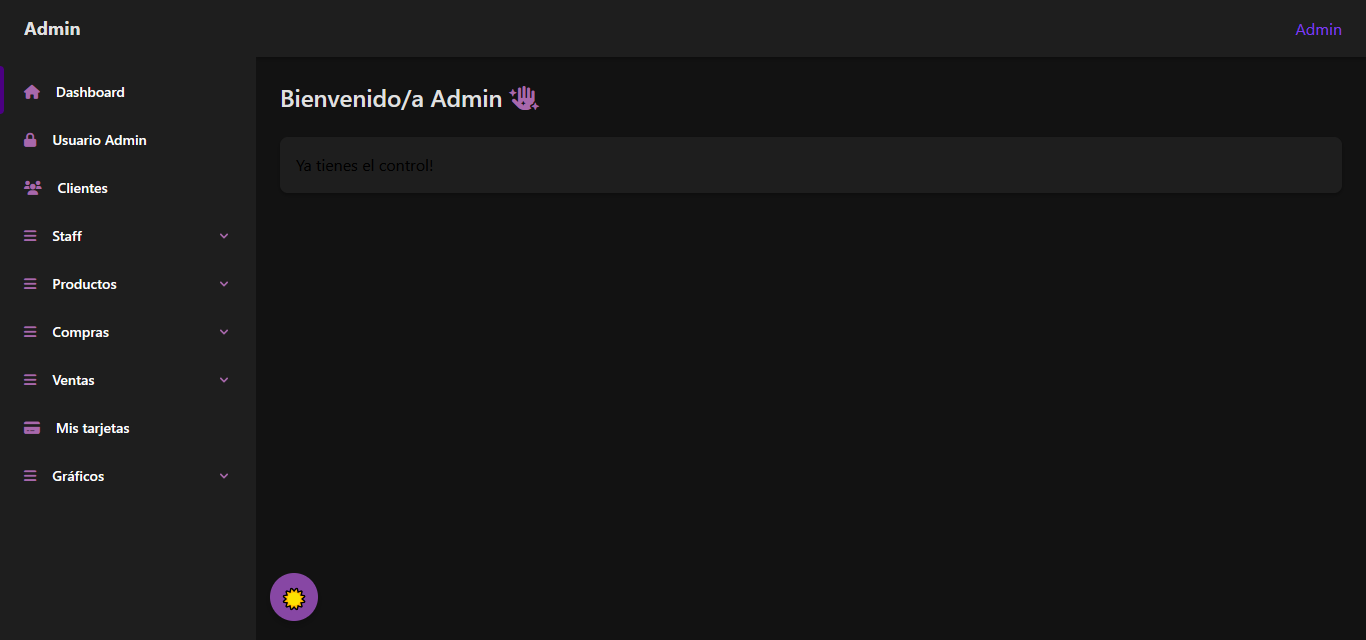 Admin
Admin
Dashboard
Usuario Admin
Clientes
Staff
Productos
Compras
Ventas
Mis tarjetas
Gráficos
Bienvenido/a Admin
Ya tienes el control!